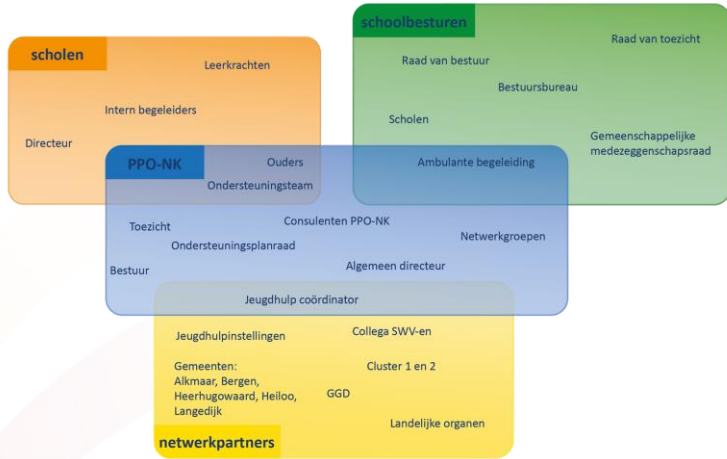 scholen
Leerkrachten
Intern begeleiders
Directeur
schoolbesturen
Raad van toezicht
Raad van bestuur
Bestuursbureau
Scholen
Gemeenschappelijke
medezeggenschapsraad
PPO-NK
Ouders
Ambulante begeleiding
Ondersteuningsteam
Toezicht
Consulenten PPO-NK
Netwerkgroepen
Ondersteuningsplanraad
Bestuur
Algemeen directeur
Jeugdhulp coördinator
Jeugdhulpinstellingen
Collega SWV-en
Gemeenten:
Alkmaar, Bergen,
Heerhugowaard, Heiloo,
Langedijk
Cluster 1 en 2
GGD
Landelijke organen
netwerkpartners